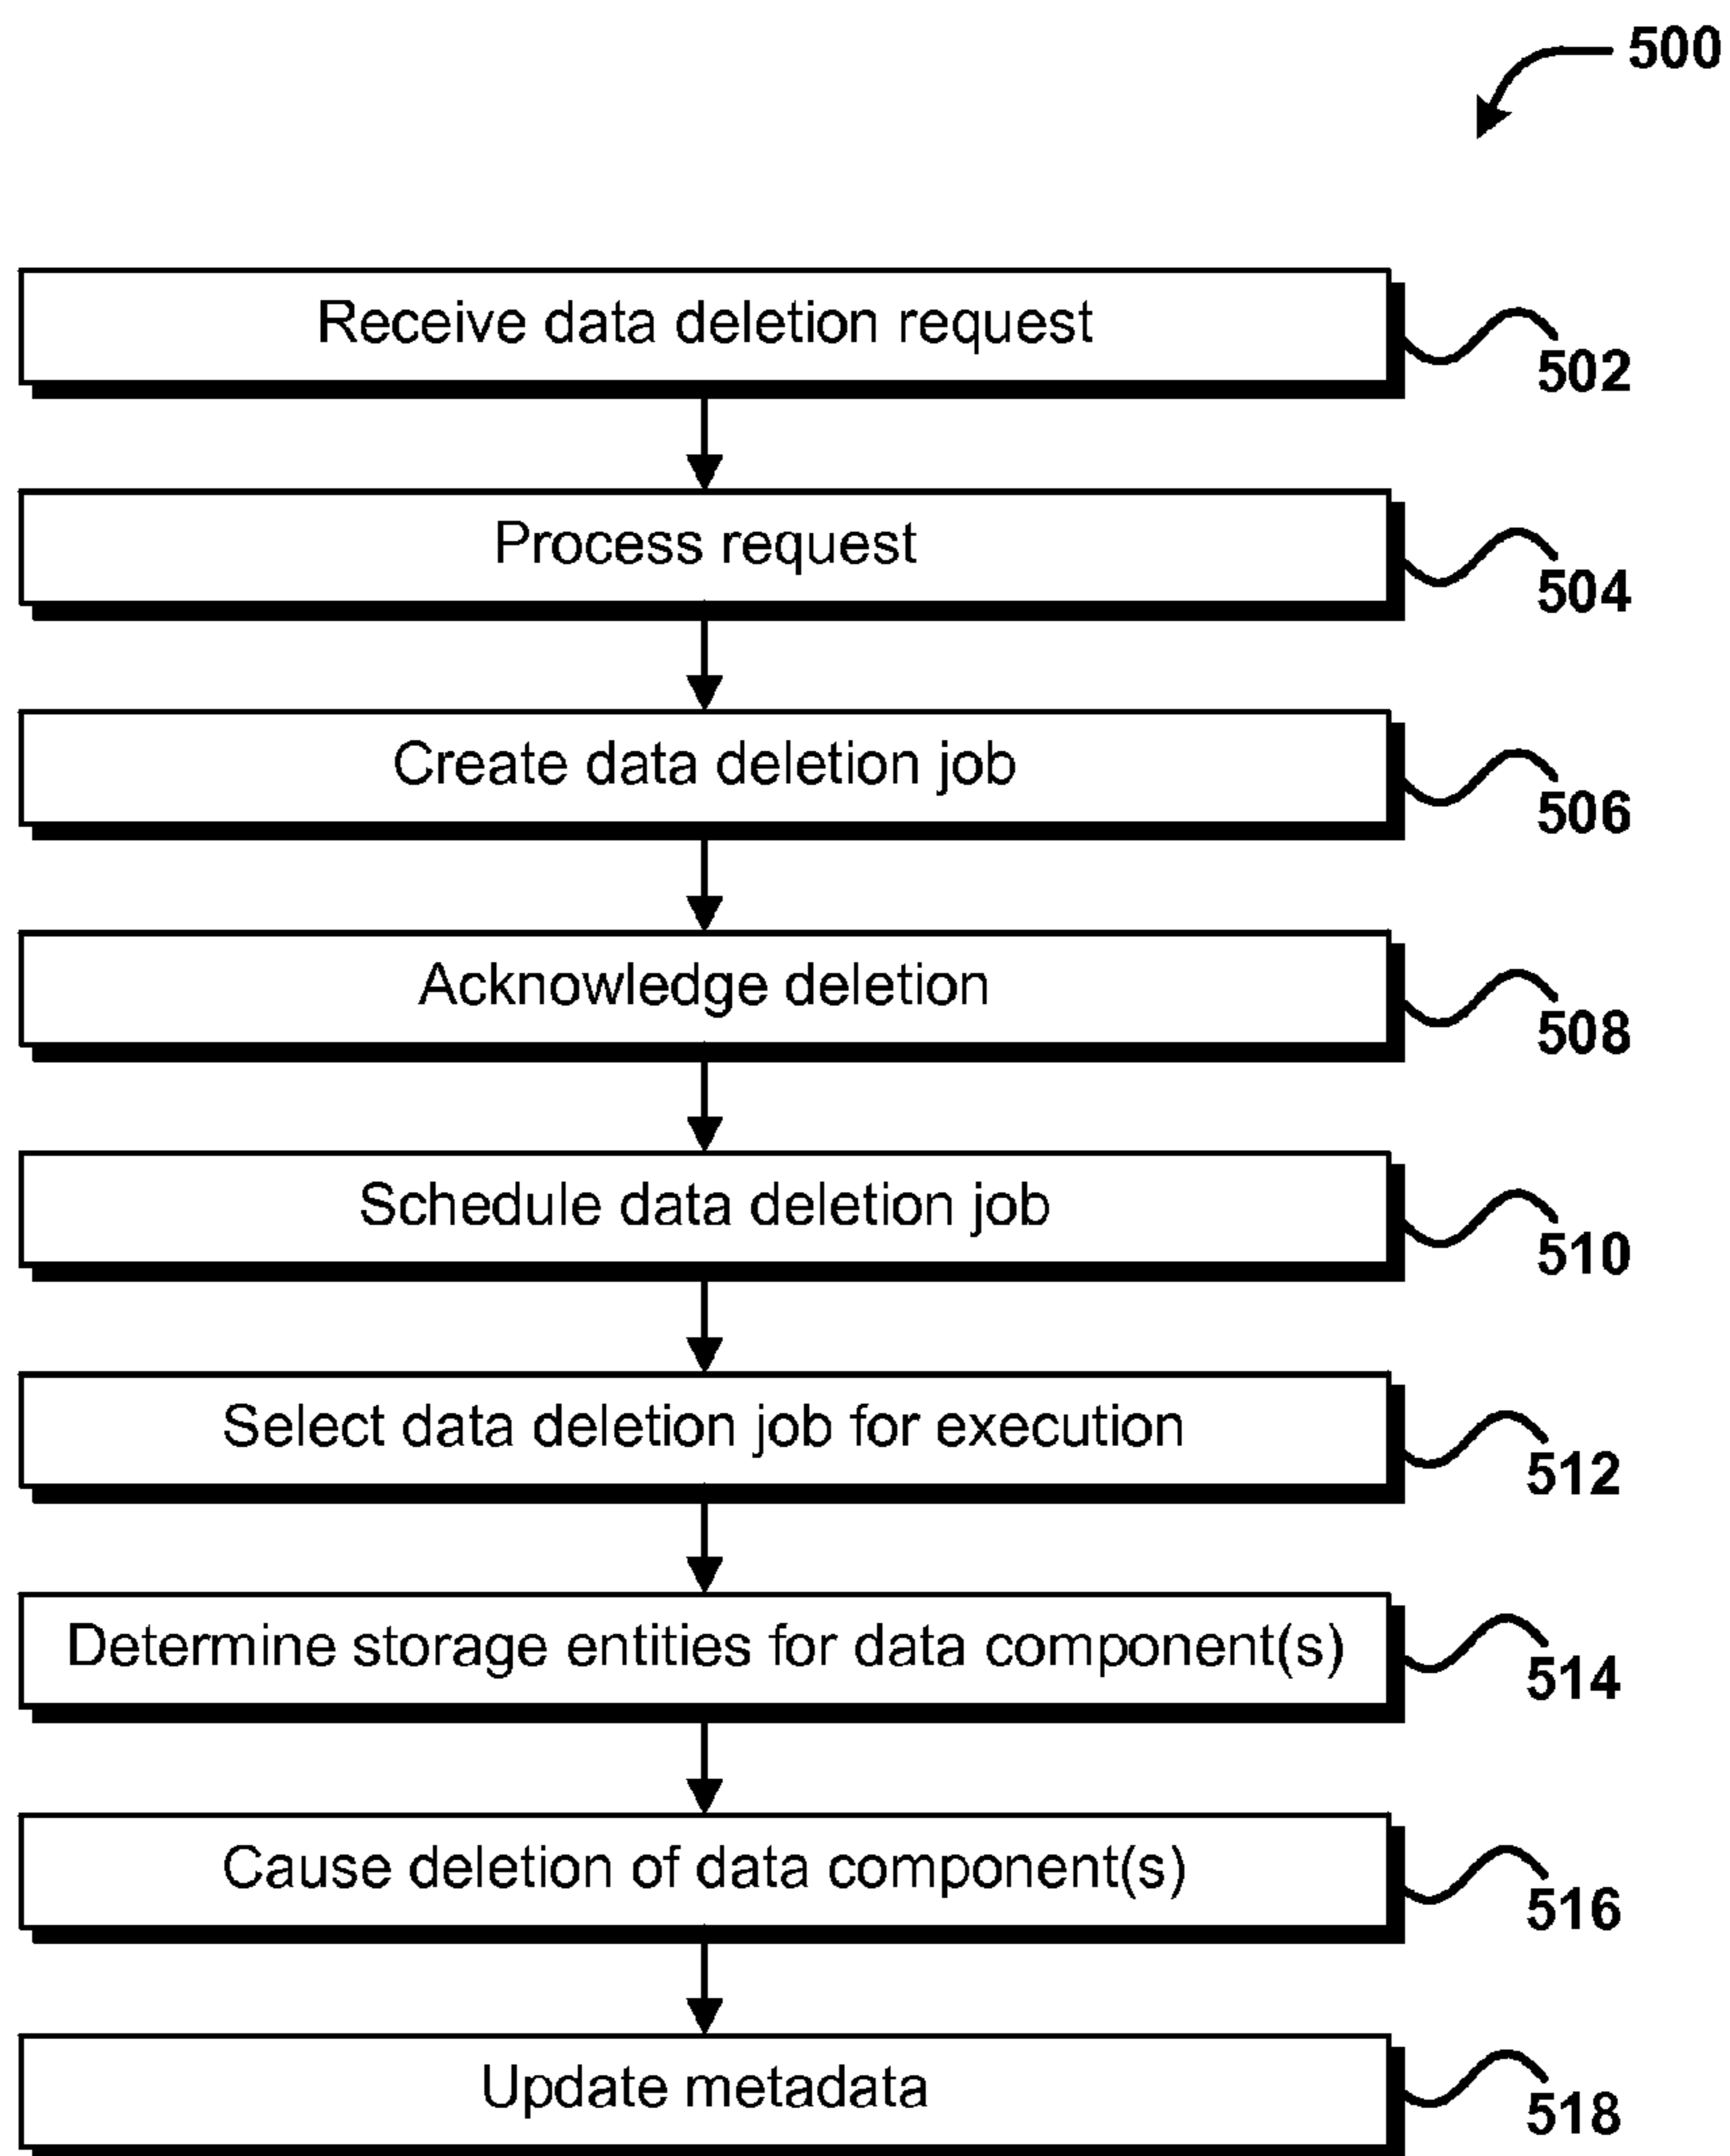 500
Receive data deletion request
502
Process request
504
Create data deletion job
506
Acknowledge deletion
508
Schedule data deletion job
510
Select data deletion job for execution
512
Determine storage entities for data component(s)
514
Cause deletion of data component(s)
516
Update metadata
518